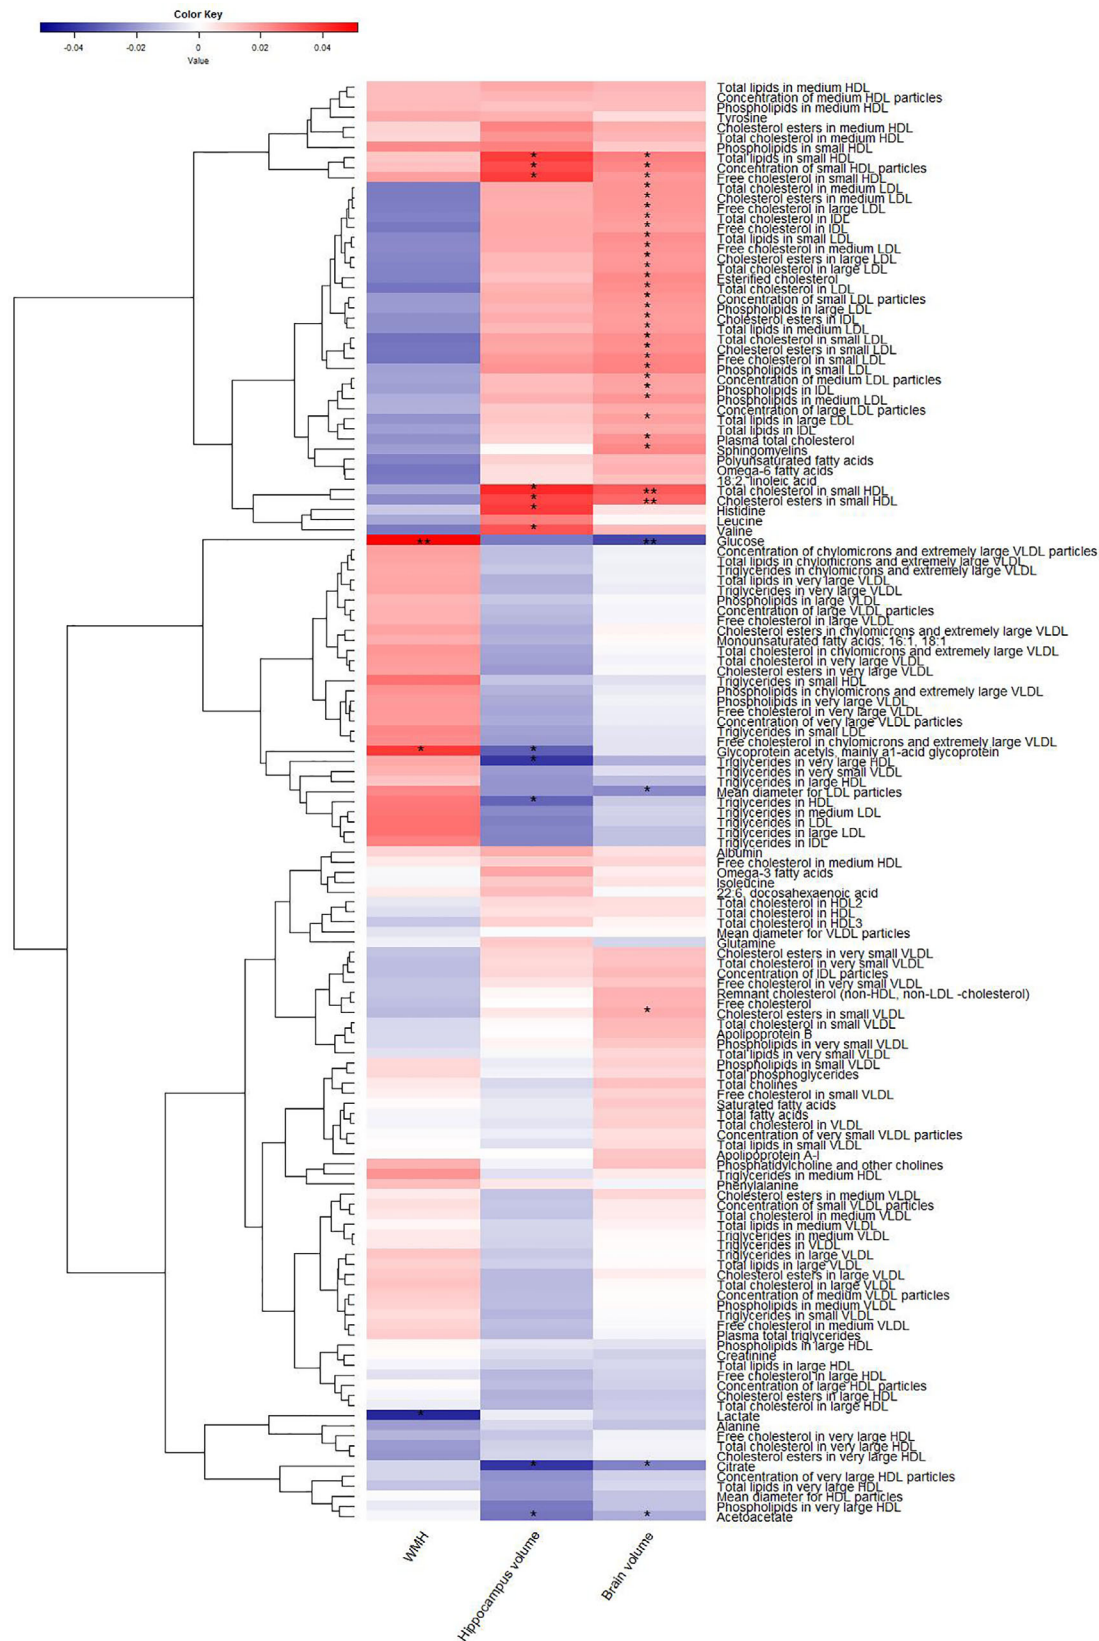 Color Key
-0.04 -0.02 0 0.02 0.04
Value
Total lipids in medium HDL
Concentration of medium HDL particles
Phospholipids in medium HDL
Tyrosine
Cholesterol esters in medium HDL
Total cholesterol in medium HDL
Phospholipids in small HDL
* * Total lipids in small HDL
* * Concentration of small HDL particles
* * Free cholesterol in small HDL
* Total cholesterol in medium LDL
* Cholesterol esters in medium LDL
* Free cholesterol in large LDL
* Total cholesterol in IDL
* Free cholesterol in IDL
* Total lipids in small LDL
* Free cholesterol in medium LDL
* Cholesterol esters in large LDL
* Total cholesterol in large LDL
* Esterified cholesterol
* Total cholesterol in LDL
* Concentration of small LDL particles
* Phospholipids in large LDL
* Cholesterol esters in IDL
* Total lipids in medium LDL
* Total cholesterol in small LDL
* Cholesterol esters in small LDL
* Free cholesterol in small LDL
* Phospholipids in small LDL
* Concentration of medium LDL particles
* Phospholipids in IDL
* Phospholipids in medium LDL
Concentration of large LDL particles
* Total lipids in large LDL
Total lipids in IDL
* Plasma total cholesterol
* Sphingomyelins
Polyunsaturated fatty acids
Omega-6 fatty acids
18:2, linoleic acid
* ** Total cholesterol in small HDL
* ** Cholesterol esters in small HDL
* Histidine
Leucine
* Valine
** ** Glucose
Concentration of chylomicrons and extremely large VLDL particles
Total lipids in chylomicrons and extremely large VLDL
Triglycerides in chylomicrons and extremely large VLDL
Total lipids in very large VLDL
Triglycerides in very large VLDL
Phospholipids in large VLDL
Concentration of large VLDL particles
Free cholesterol in large VLDL
Cholesterol esters in chylomicrons and extremely large VLDL
Monounsaturated fatty acids; 16:1, 18:1
Total cholesterol in chylomicrons and extremely large VLDL
Total cholesterol in very large VLDL
Cholesterol esters in very large VLDL
Triglycerides in small HDL
Phospholipids in chylomicrons and extremely large VLDL
Phospholipids in very large VLDL
Free cholesterol in very large VLDL
Concentration of very large VLDL particles
Triglycerides in small LDL
Free cholesterol in chylomicrons and extremely large VLDL
* * Glycoprotein acetyls, mainly a1-acid glycoprotein
* Triglycerides in very large HDL
Triglycerides in very small VLDL
Triglycerides in large HDL
* Mean diameter for LDL particles
* Triglycerides in HDL
Triglycerides in medium LDL
Triglycerides in LDL
Triglycerides in large LDL
Triglycerides in IDL
Albumin
Free cholesterol in medium HDL
Omega-3 fatty acids
Isoleucine
22:6, docosahexaenoic acid
Total cholesterol in HDL2
Total cholesterol in HDL
Total cholesterol in HDL3
Mean diameter for VLDL particles
Glutamine
Cholesterol esters in very small VLDL
Total cholesterol in very small VLDL
Concentration of IDL particles
Free cholesterol in very small VLDL
Remnant cholesterol (non-HDL, non-LDL -cholesterol)
Free cholesterol
* Cholesterol esters in small VLDL
Total cholesterol in small VLDL
Apolipoprotein B
Phospholipids in very small VLDL
Total lipids in very small VLDL
Phospholipids in small VLDL
Total phosphoglycerides
Total cholines
Free cholesterol in small VLDL
Saturated fatty acids
Total fatty acids
Total cholesterol in VLDL
Concentration of very small VLDL particles
Total lipids in small VLDL
Apolipoprotein A-I
Phosphatidylcholine and other cholines
Triglycerides in medium HDL
Phenylalanine
Cholesterol esters in medium VLDL
Concentration of small VLDL particles
Total cholesterol in medium VLDL
Total lipids in medium VLDL
Triglycerides in medium VLDL
Triglycerides in VLDL
Triglycerides in large VLDL
Total lipids in large VLDL
Cholesterol esters in large VLDL
Total cholesterol in large VLDL
Concentration of medium VLDL particles
Phospholipids in medium VLDL
Triglycerides in small VLDL
Free cholesterol in medium VLDL
Plasma total triglycerides
Phospholipids in large HDL
Creatinine
Total lipids in large HDL
Free cholesterol in large HDL
Concentration of large HDL particles
Cholesterol esters in large HDL
Total cholesterol in large HDL
* Lactate
Alanine
Free cholesterol in very large HDL
Total cholesterol in very large HDL
Cholesterol esters in very large HDL
* * Citrate
Concentration of very large HDL particles
Total lipids in very large HDL
Mean diameter for HDL particles
Phospholipids in very large HDL
* * Acetoacetate
WMH
Hippocampus volume
Brain volume